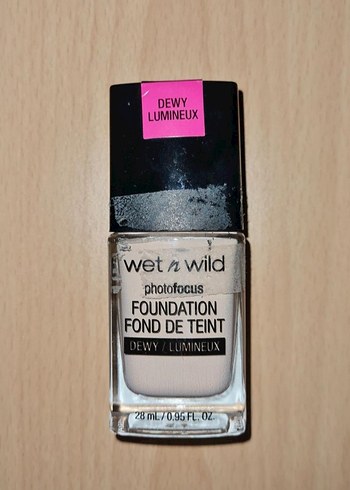 DEWY
LUMINEUX
wet n wild
photofocus
FOUNDATION
FOND DE TEINT
DEWY / LUMINEUX
28 mL / 0.95 FL. OZ.